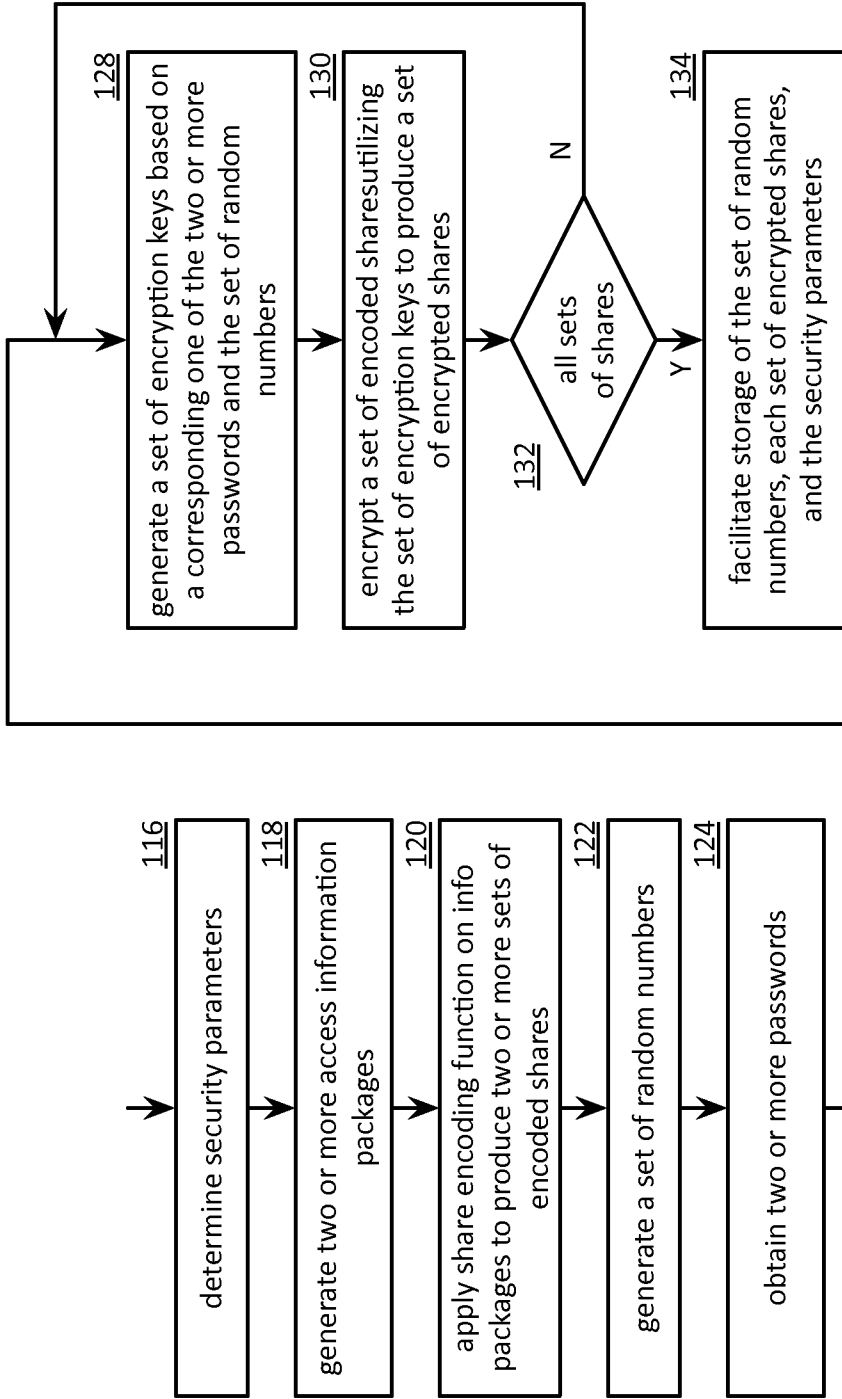 116
determine security parameters
118
generate two or more access information
packages
120
apply share encoding function on info
packages to produce two or more sets of
encoded shares
122
generate a set of random numbers
124
obtain two or more passwords
128
generate a set of encryption keys based on
a corresponding one of the two or more
passwords and the set of random
numbers
130
encrypt a set of encoded sharesutilizing
the set of encryption keys to produce a set
of encrypted shares
132
all sets
of shares
N
Y
134
facilitate storage of the set of random
numbers, each set of encrypted shares,
and the security parameters